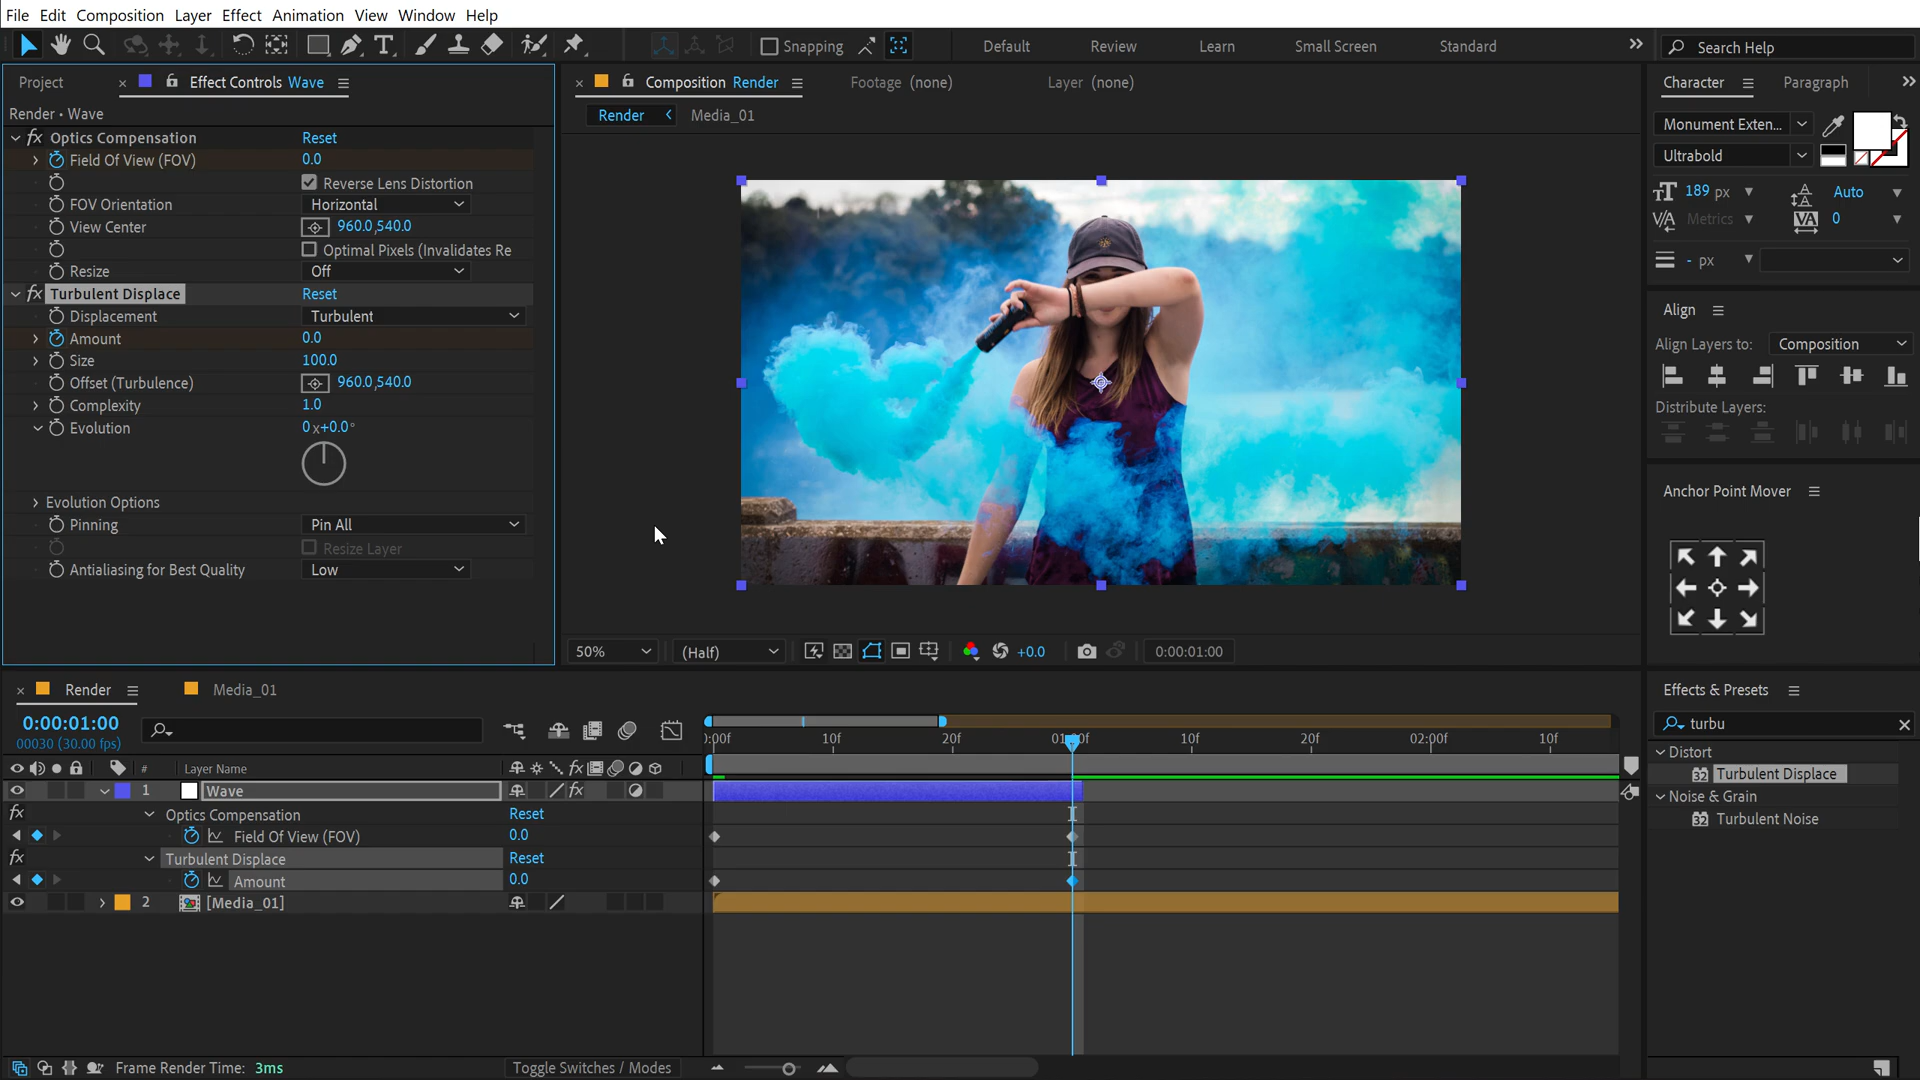 File Edit Composition Layer Effect Animation View Window Help
Snapping Default Review Learn Small Screen Standard Search Help
Project Effect Controls Wave
Composition Render Footage (none) Layer (none)
Character Paragraph
Render • Wave
Render Media_01
Optics Compensation Reset
Field Of View (FOV) 0.0
Reverse Lens Distortion
FOV Orientation Horizontal
View Center 960.0,540.0
Optimal Pixels (Invalidates Re
Resize Off
Turbulent Displace Reset
Displacement Turbulent
Amount 0.0
Size 100.0
Offset (Turbulence) 960.0,540.0
Complexity 1.0
Evolution 0x+0.0°
Evolution Options
Pinning Pin All
Resize Layer
Antialiasing for Best Quality Low
50% (Half) +0.0 0:00:01:00
Monument Exten...
Ultrabold
189 px Auto
Metrics 0
- px
Align
Align Layers to: Composition
Distribute Layers:
Anchor Point Mover
Render Media_01
0:00:01:00
00030 (30.00 fps)
):00f 10f 20f 01:00f 10f 20f 02:00f 10f
# Layer Name
1 Wave
Optics Compensation Reset
Field Of View (FOV) 0.0
Turbulent Displace Reset
Amount 0.0
2 [Media_01]
Effects & Presets
turbu
Distort
32 Turbulent Displace
Noise & Grain
32 Turbulent Noise
Frame Render Time: 3ms Toggle Switches / Modes